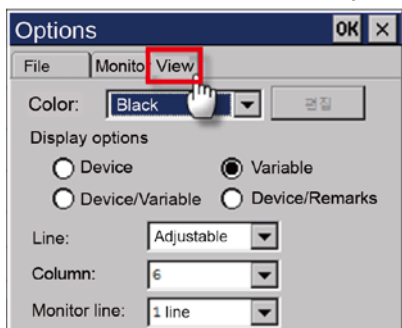 Options OK ×
File Monito View
Color: Black 편집
Display options
Device Variable
Device/Variable Device/Remarks
Line: Adjustable
Column: 6
Monitor line: 1 line